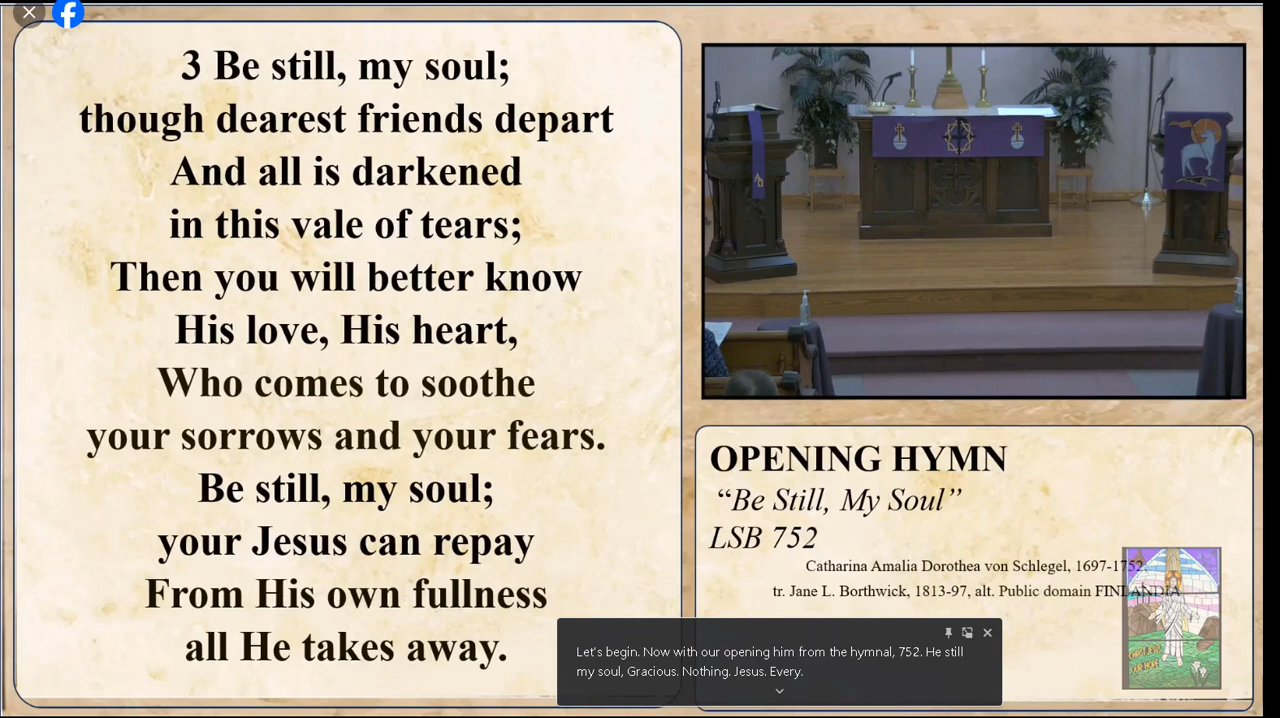 3 Be still, my soul;
though dearest friends depart
And all is darkened
in this vale of tears;
Then you will better know
His love, His heart,
Who comes to soothe
your sorrows and your fears.
Be still, my soul;
your Jesus can repay
From His own fullness
all He takes away.
OPENING HYMN
“Be Still, My Soul”
LSB 752
Catharina Amalia Dorothea von Schlegel, 1697-1752
tr. Jane L. Borthwick, 1813-97, alt. Public domain FINLANDIA
CHRIST JESUS
OUR HOPE
Let's begin. Now with our opening him from the hymnal, 752. He still
my soul, Gracious. Nothing. Jesus. Every.